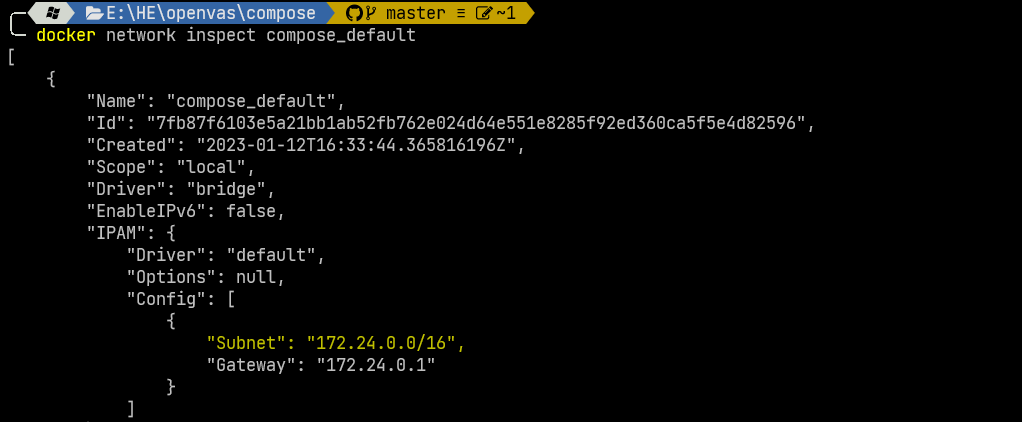 E:\HE\openvas\compose master ≡ ~1
docker network inspect compose_default
[
    {
        "Name": "compose_default",
        "Id": "7fb87f6103e5a21bb1ab52fb762e024d64e551e8285f92ed360ca5f5e4d82596",
        "Created": "2023-01-12T16:33:44.365816196Z",
        "Scope": "local",
        "Driver": "bridge",
        "EnableIPv6": false,
        "IPAM": {
            "Driver": "default",
            "Options": null,
            "Config": [
                {
                    "Subnet": "172.24.0.0/16",
                    "Gateway": "172.24.0.1"
                }
            ]